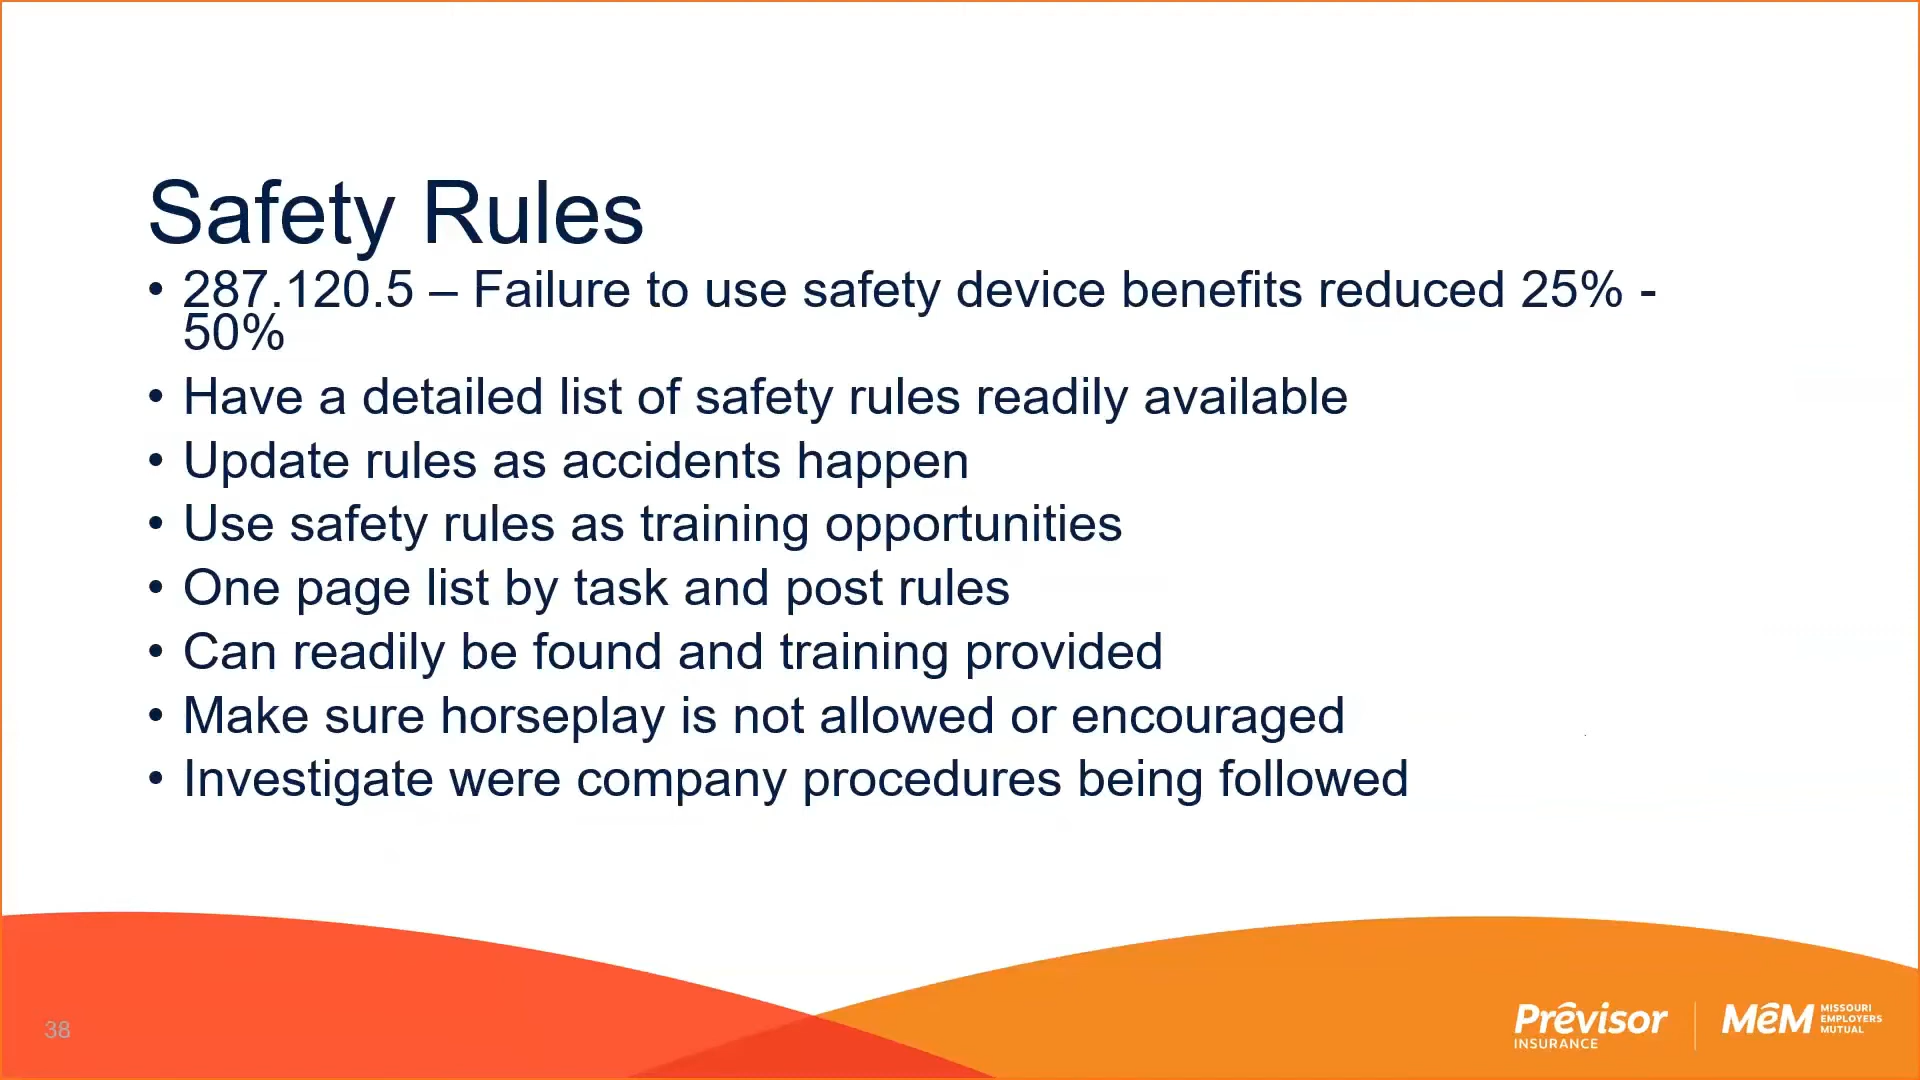 Safety Rules
• 287.120.5 – Failure to use safety device benefits reduced 25% -
50%
• Have a detailed list of safety rules readily available
• Update rules as accidents happen
• Use safety rules as training opportunities
• One page list by task and post rules
• Can readily be found and training provided
• Make sure horseplay is not allowed or encouraged
• Investigate were company procedures being followed
38
Prêvisor
INSURANCE
MêM
MISSOURI
EMPLOYERS
MUTUAL